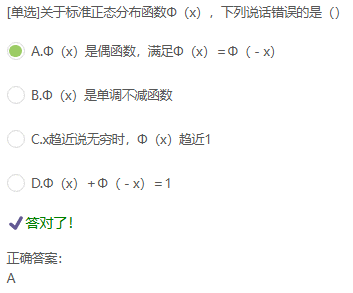 [单选]关于标准正态分布函数Φ（x），下列说话错误的是（）
A.Φ（x）是偶函数，满足Φ（x）=Φ（-x）
B.Φ（x）是单调不减函数
C.x趋近说无穷时，Φ（x）趋近1
D.Φ（x）+Φ（-x）=1
答对了！
正确答案：
A